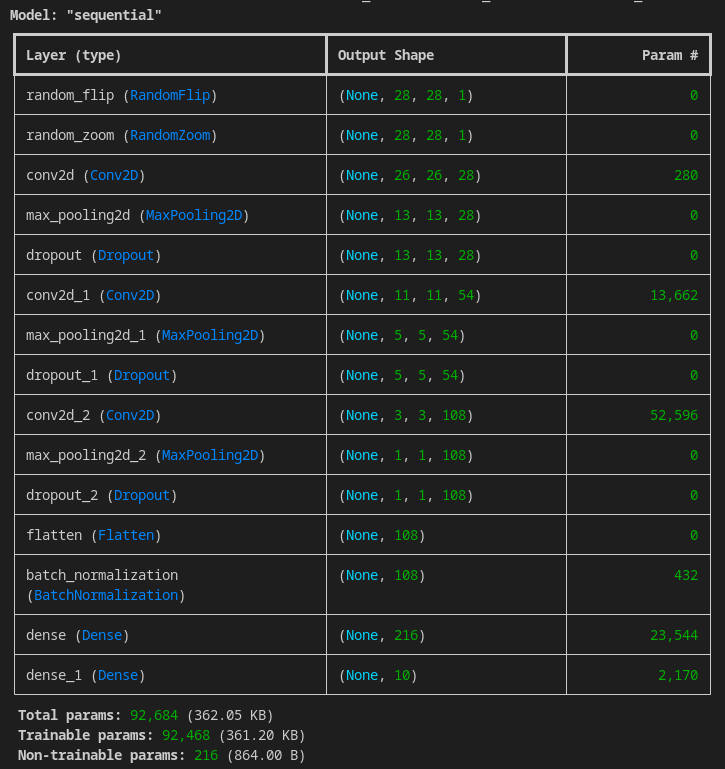 Model: "sequential"
Layer (type) Output Shape Param #
random_flip (RandomFlip) (None, 28, 28, 1) 0
random_zoom (RandomZoom) (None, 28, 28, 1) 0
conv2d (Conv2D) (None, 26, 26, 28) 280
max_pooling2d (MaxPooling2D) (None, 13, 13, 28) 0
dropout (Dropout) (None, 13, 13, 28) 0
conv2d_1 (Conv2D) (None, 11, 11, 54) 13,662
max_pooling2d_1 (MaxPooling2D) (None, 5, 5, 54) 0
dropout_1 (Dropout) (None, 5, 5, 54) 0
conv2d_2 (Conv2D) (None, 3, 3, 108) 52,596
max_pooling2d_2 (MaxPooling2D) (None, 1, 1, 108) 0
dropout_2 (Dropout) (None, 1, 1, 108) 0
flatten (Flatten) (None, 108) 0
batch_normalization (None, 108) 432
(BatchNormalization)
dense (Dense) (None, 216) 23,544
dense_1 (Dense) (None, 10) 2,170
Total params: 92,684 (362.05 KB)
Trainable params: 92,468 (361.20 KB)
Non-trainable params: 216 (864.00 B)